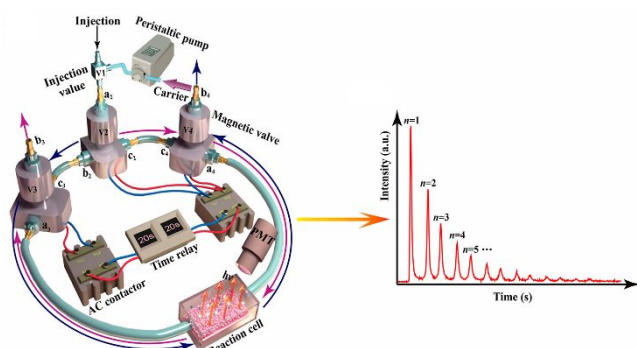 Injection
Peristaltic pump
V1
Injection value
a₂
Carrier
b₄
Magnetic valve
b₃
V2
V4
V3
c₃
b₂
c₂
c₄
a₄
a₃
20s
20s
Time relay
AC contactor
PMT
hν
Reaction cell
Intensity (a.u.)
n=1
n=2
n=3
n=4
n=5 ···
Time (s)